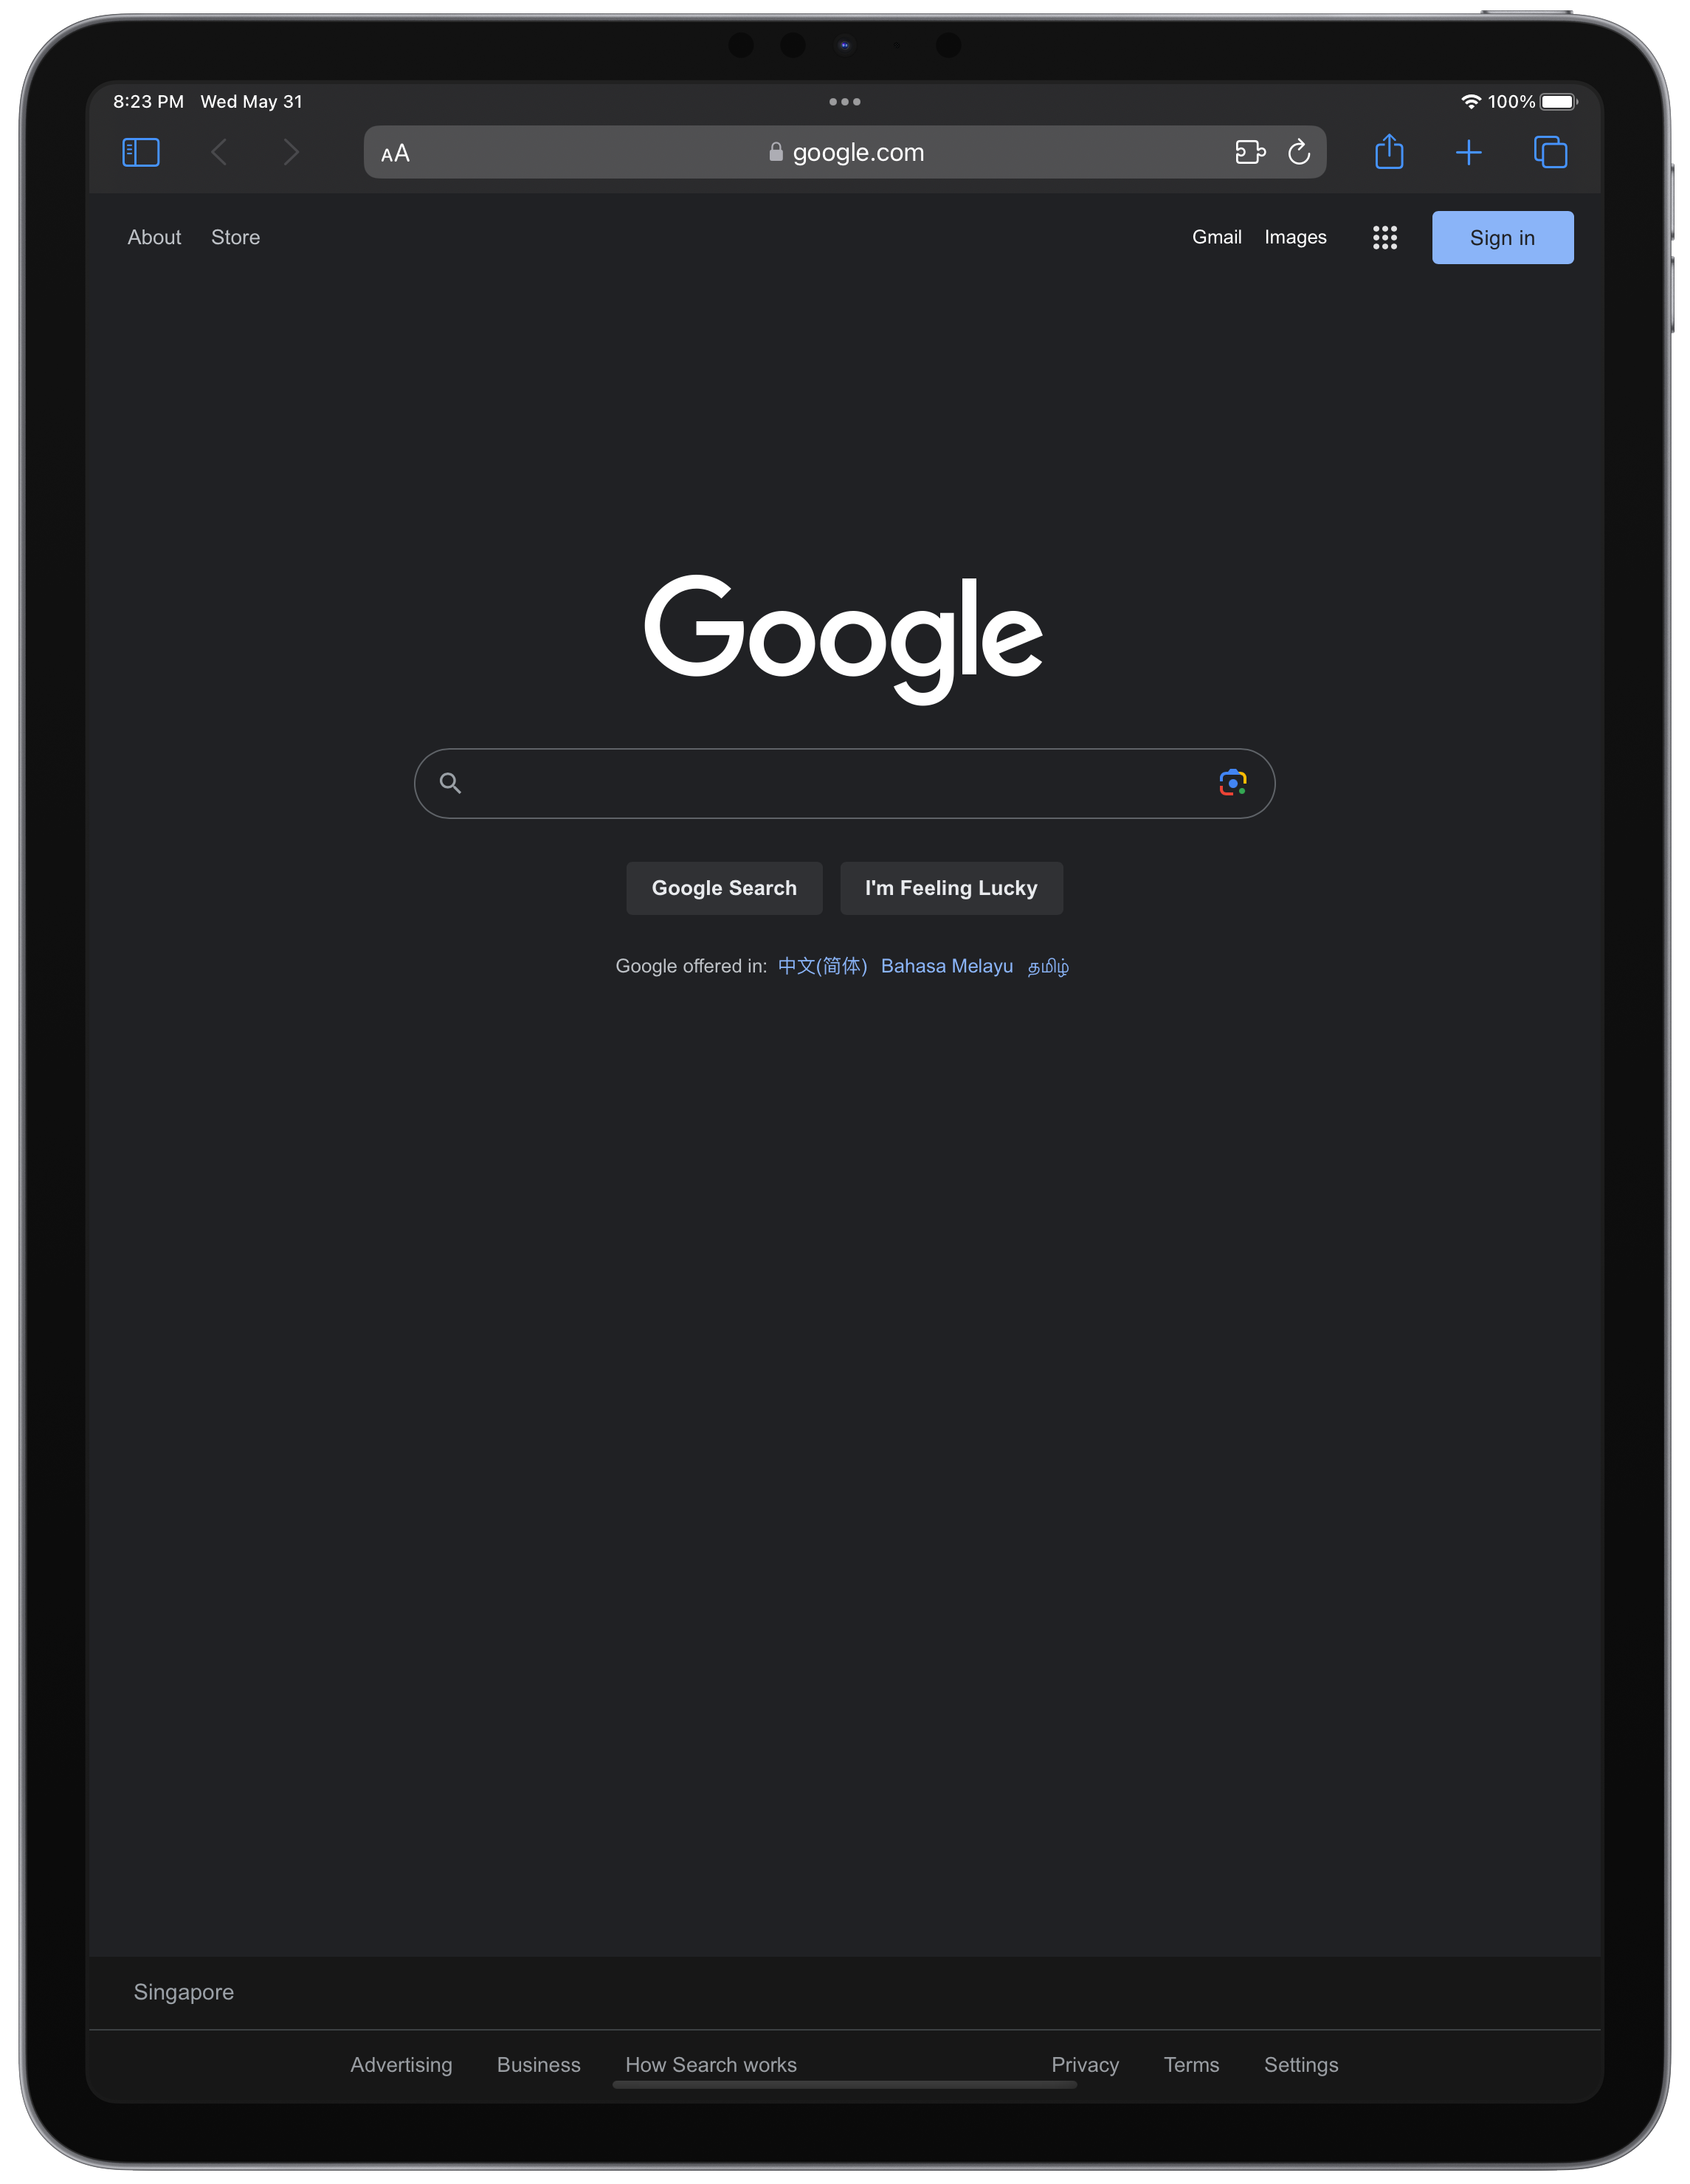 8:23 PM Wed May 31 100%
AA google.com
About Store Gmail Images Sign in
Google
Google Search I'm Feeling Lucky
Google offered in: 中文(简体) Bahasa Melayu தமிழ்
Singapore
Advertising Business How Search works Privacy Terms Settings